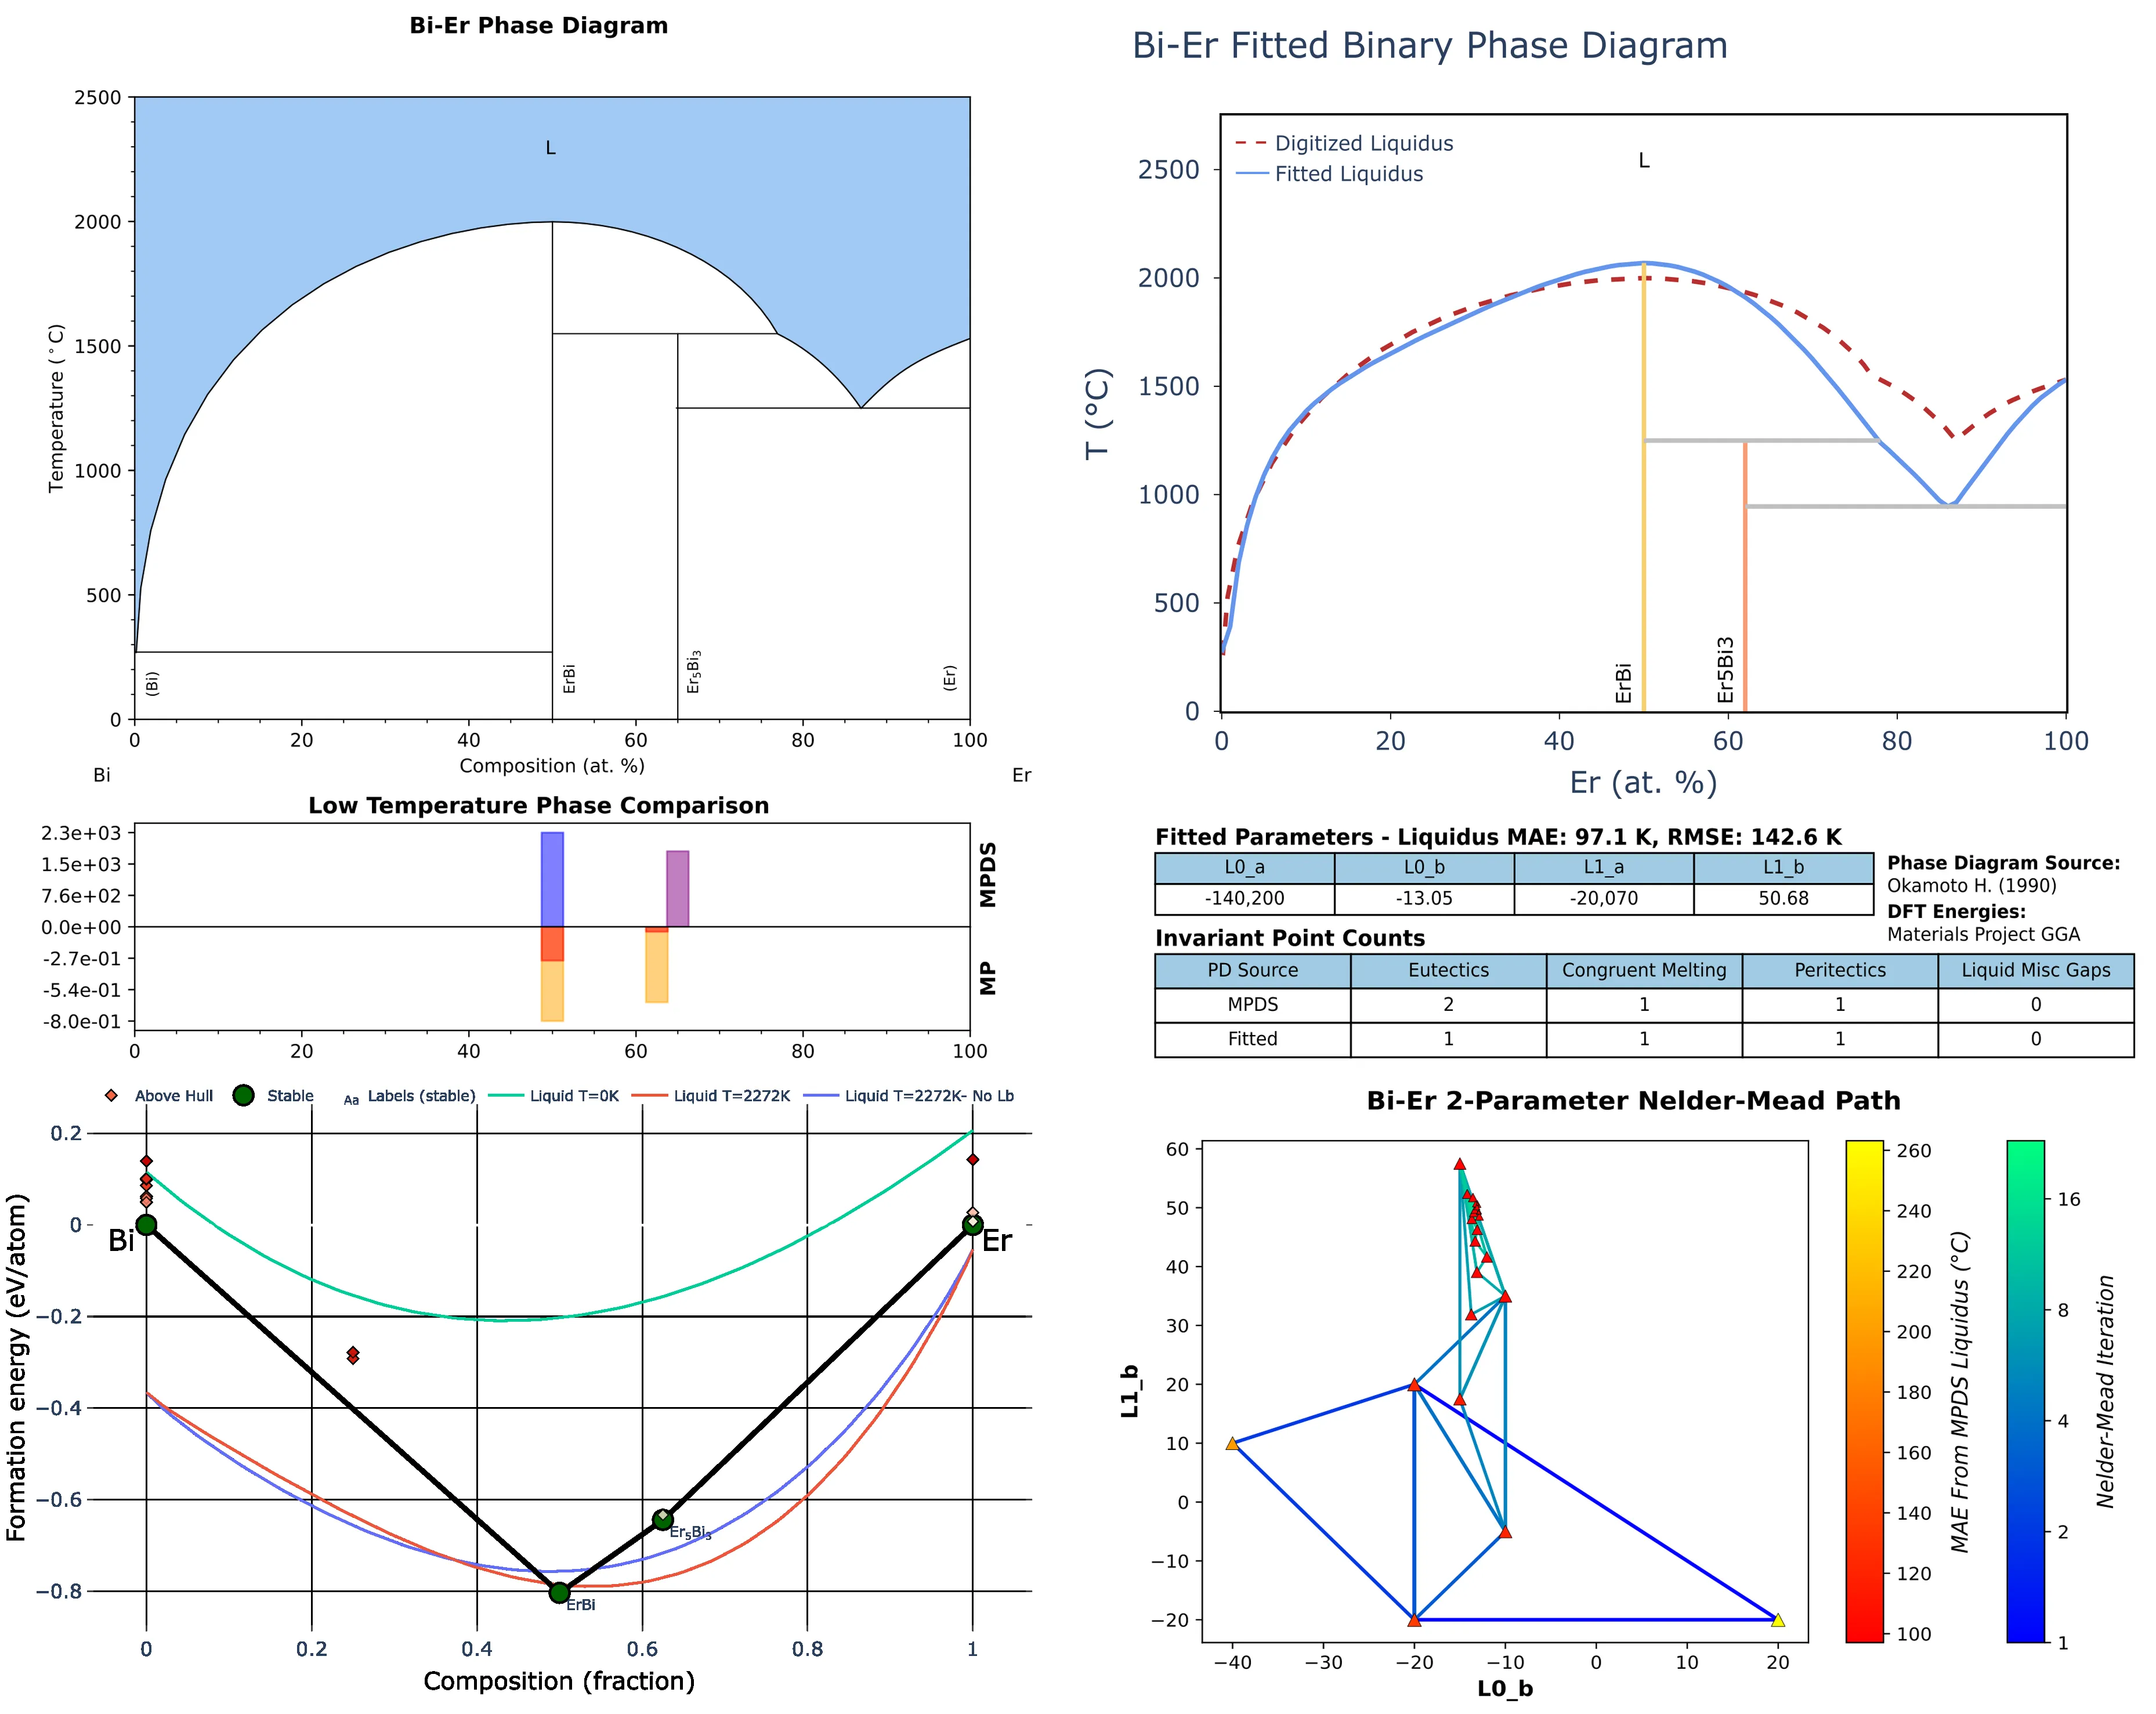 Bi-Er Phase Diagram
2500
2000
1500
1000
500
0
Temperature (°C)
L
(Bi)
ErBi
Er₅Bi₃
(Er)
0 20 40 60 80 100
Composition (at. %)
Bi Er
Low Temperature Phase Comparison
2.3e+03
1.5e+03
7.6e+02
0.0e+00
-2.7e-01
-5.4e-01
-8.0e-01
MPDS
MP
0 20 40 60 80 100
Above Hull Stable Aa Labels (stable) Liquid T=0K Liquid T=2272K Liquid T=2272K- No Lb
0.2
0
−0.2
−0.4
−0.6
−0.8
Formation energy (eV/atom)
Bi
Er
Er₅Bi₃
ErBi
0 0.2 0.4 0.6 0.8 1
Composition (fraction)
Bi-Er Fitted Binary Phase Diagram
Digitized Liquidus
Fitted Liquidus
L
2500
2000
1500
1000
500
0
T (°C)
ErBi
Er5Bi3
0 20 40 60 80 100
Er (at. %)
Fitted Parameters - Liquidus MAE: 97.1 K, RMSE: 142.6 K
L0_a L0_b L1_a L1_b
-140,200 -13.05 -20,070 50.68
Phase Diagram Source:
Okamoto H. (1990)
DFT Energies:
Materials Project GGA
Invariant Point Counts
PD Source Eutectics Congruent Melting Peritectics Liquid Misc Gaps
MPDS 2 1 1 0
Fitted 1 1 1 0
Bi-Er 2-Parameter Nelder-Mead Path
60
50
40
30
20
10
0
−10
−20
L1_b
−40 −30 −20 −10 0 10 20
L0_b
260
240
220
200
180
160
140
120
100
MAE From MPDS Liquidus (°C)
16
8
4
2
1
Nelder-Mead Iteration